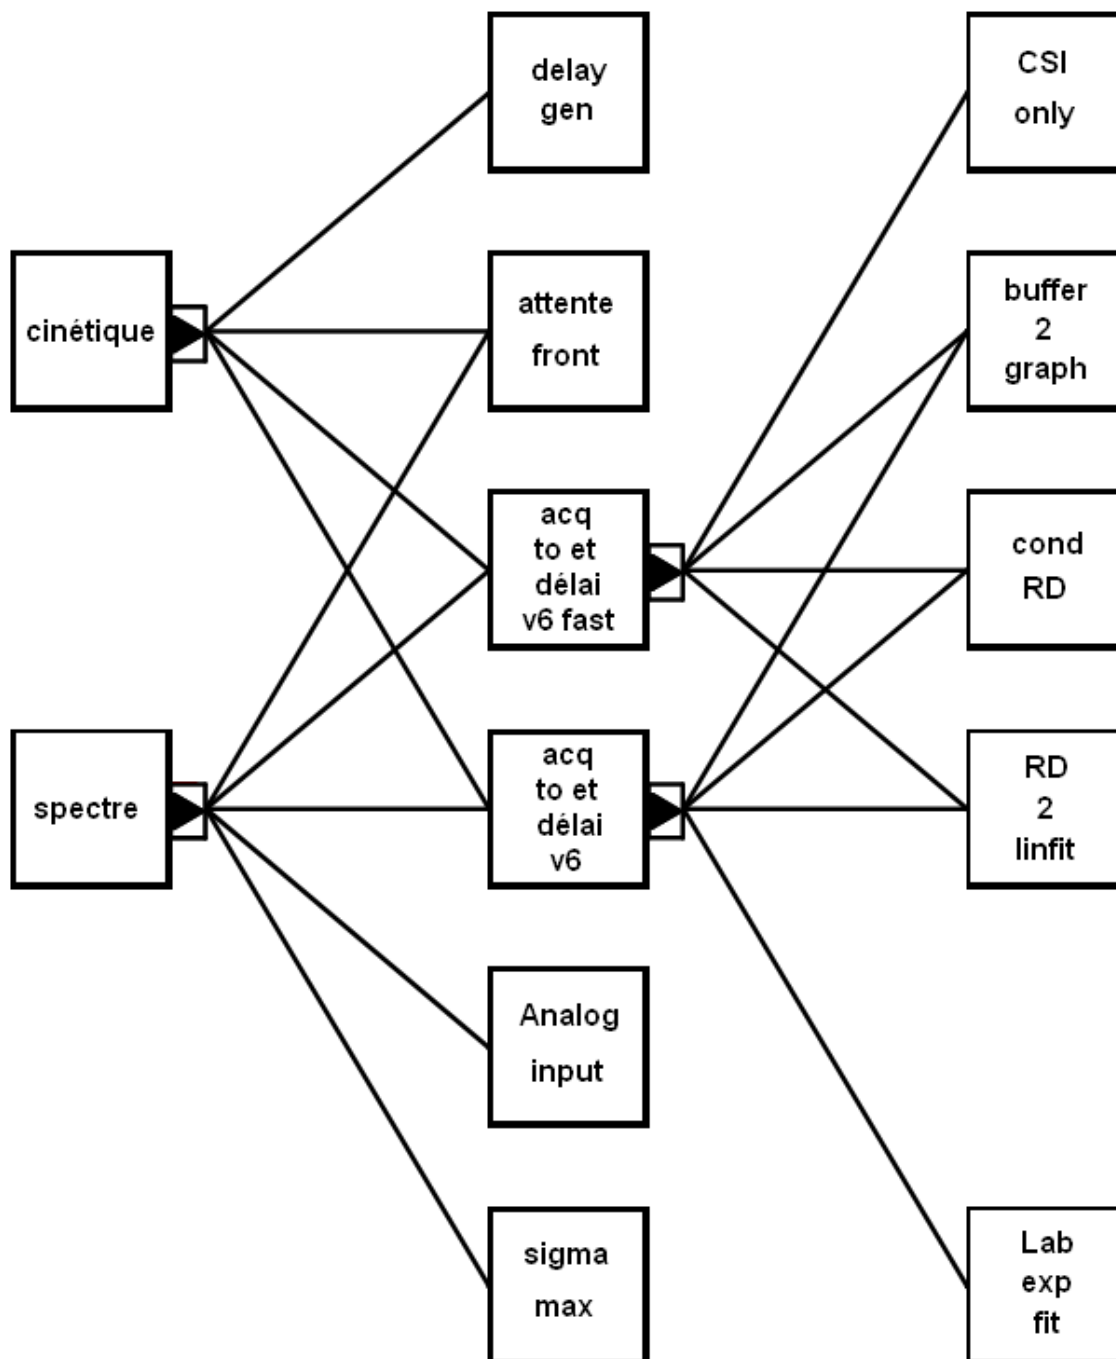 delay
gen
CSI
only
cinétique
attente
front
buffer
2
graph
acq
to et
délai
v6 fast
cond
RD
spectre
acq
to et
délai
v6
RD
2
linfit
Analog
input
sigma
max
Lab
exp
fit